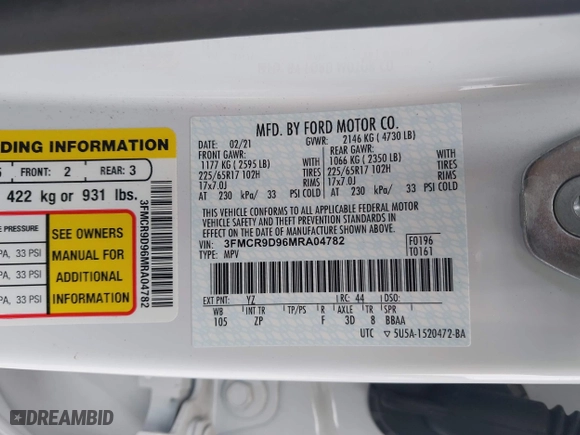 DING INFORMATION
FRONT: 2 REAR: 3
422 kg or 931 lbs.
PRESSURE
PA, 33 PSI
PA, 33 PSI
PA, 33 PSI
SEE OWNERS
MANUAL FOR
ADDITIONAL
INFORMATION
3FMCR9D96MRA04782
MFD. BY FORD MOTOR CO.
DATE: 02/21 GVWR: 2146 KG ( 4730 LB)
FRONT GAWR: REAR GAWR:
1177 KG ( 2595 LB) WITH 1066 KG ( 2350 LB) WITH
225/65R17 102H TIRES 225/65R17 102H TIRES
17x7.0J RIMS 17x7.0J RIMS
AT 230 kPa/ 33 PSI COLD AT 230 kPa/ 33 PSI COLD
THIS VEHICLE CONFORMS TO ALL APPLICABLE FEDERAL MOTOR
VEHICLE SAFETY AND BUMPER STANDARDS AND THEFT PREVENTION
STANDARD IN EFFECT ON THE DATE OF MANUFACTURE SHOWN ABOVE.
VIN: 3FMCR9D96MRA04782 F0196
TYPE: MPV T0161
EXT PNT: YZ RC: 44 DSO:
WB INT TR TP/PS R AXLE TR SPR
105 ZP F 3D 8 BBAA
UTC ▽ 5U5A-1520472-BA
DREAMBID